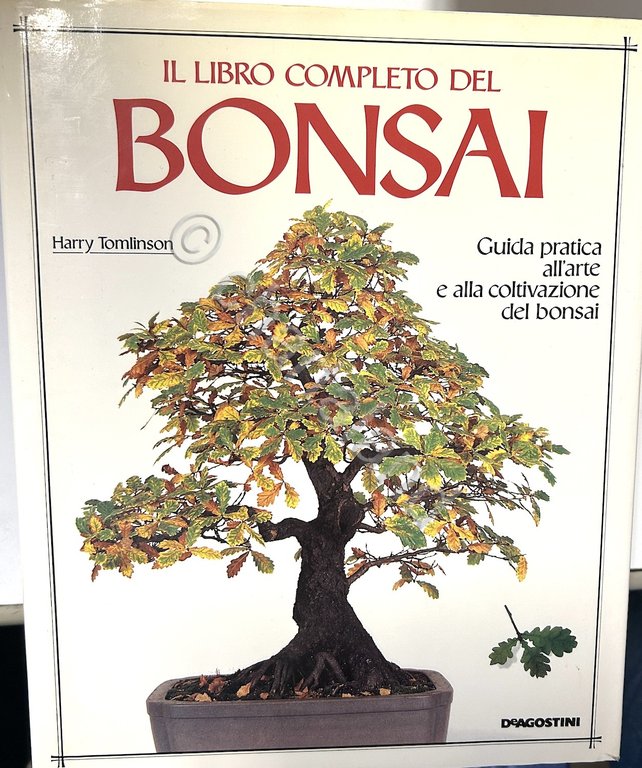 IL LIBRO COMPLETO DEL
BONSAI
Harry Tomlinson
©
Guida pratica
all'arte
e alla coltivazione
del bonsai
DeAGOSTINI